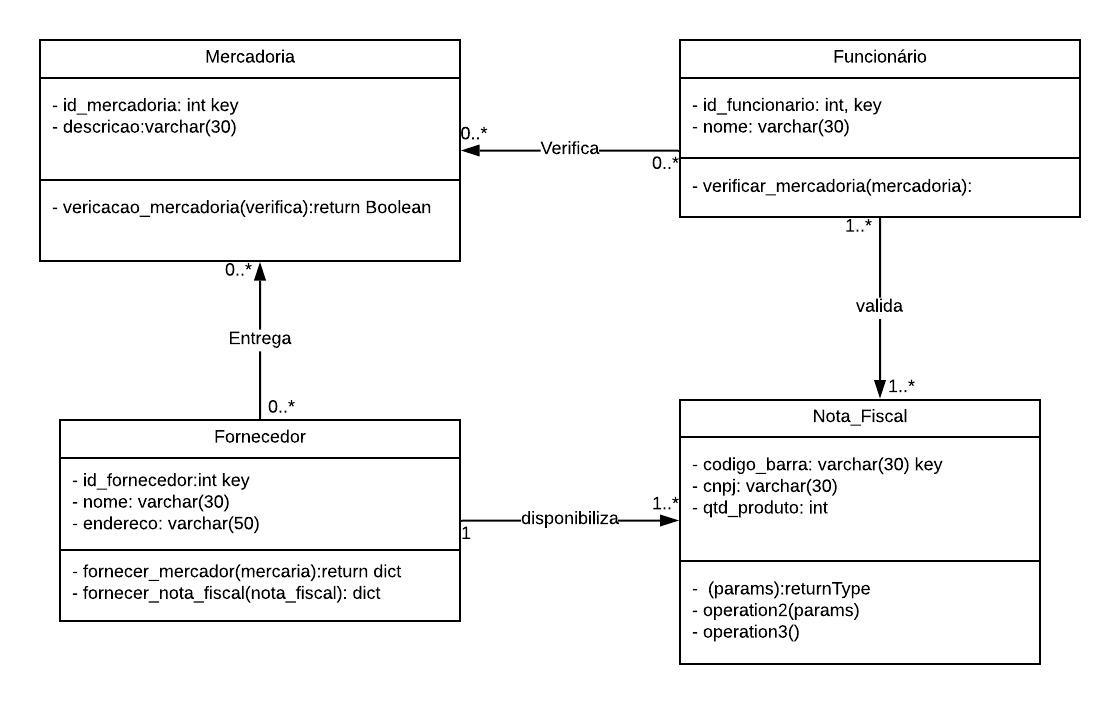 Mercadoria
- id_mercadoria: int key
- descricao:varchar(30)
- vericacao_mercadoria(verifica):return Boolean
Funcionário
- id_funcionario: int, key
- nome: varchar(30)
- verificar_mercadoria(mercadoria):
0..*
Verifica
0..*
0..*
Entrega
0..*
1..*
valida
1..*
Fornecedor
- id_fornecedor:int key
- nome: varchar(30)
- endereco: varchar(50)
- fornecer_mercador(mercaria):return dict
- fornecer_nota_fiscal(nota_fiscal): dict
1
disponibiliza
1..*
Nota_Fiscal
- codigo_barra: varchar(30) key
- cnpj: varchar(30)
- qtd_produto: int
-  (params):returnType
- operation2(params)
- operation3()